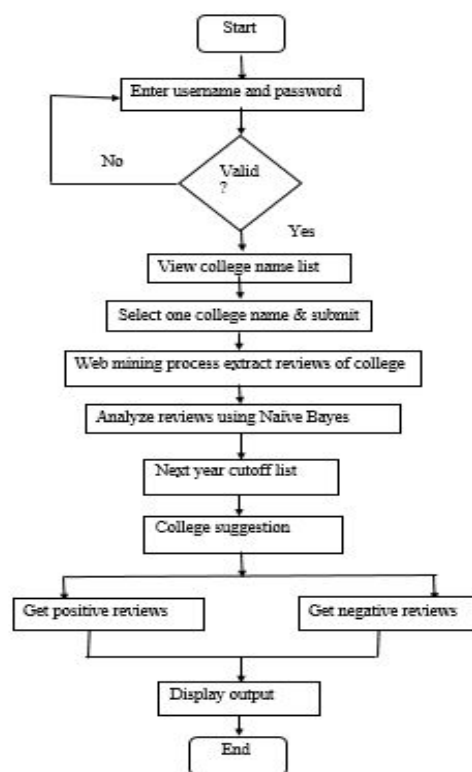 Start
Enter username and password
No
Valid
?
Yes
View college name list
Select one college name & submit
Web mining process extract reviews of college
Analyze reviews using Naïve Bayes
Next year cutoff list
College suggestion
Get positive reviews
Get negative reviews
Display output
End